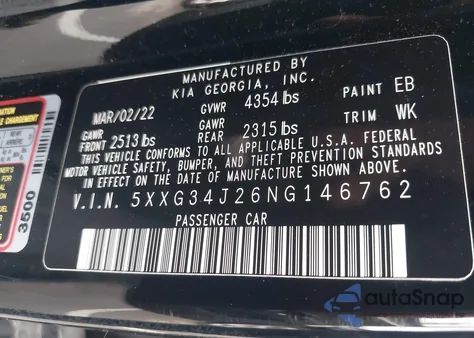 MANUFACTURED BY
KIA GEORGIA, INC.
MAR/02/22 GVWR 4354 lbs PAINT EB
GAWR GAWR
FRONT 2513 lbs REAR 2315 lbs TRIM WK
THIS VEHICLE CONFORMS TO ALL APPLICABLE U.S.A. FEDERAL
MOTOR VEHICLE SAFETY, BUMPER, AND THEFT PREVENTION STANDARDS
IN EFFECT ON THE DATE OF MANUFACTURE SHOWN ABOVE.
V.I.N. 5XXG34J26NG146762
PASSENGER CAR
3500
autoSnap